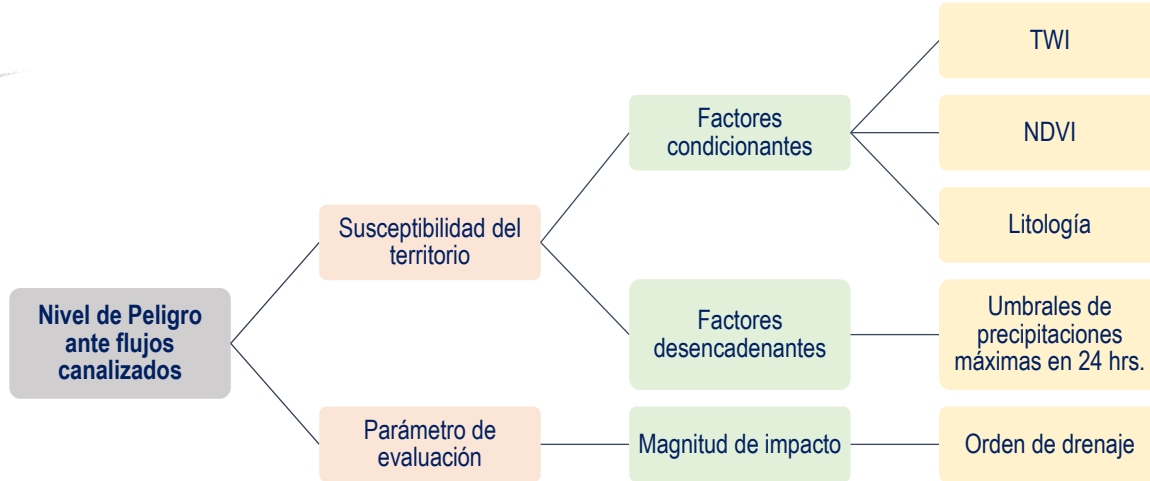 TWI
Factores
condicionantes
NDVI
Susceptibilidad del
territorio
Litología
Nivel de Peligro
ante flujos
canalizados
Factores
desencadenantes
Umbrales de
precipitaciones
máximas en 24 hrs.
Parámetro de
evaluación
Magnitud de impacto
Orden de drenaje